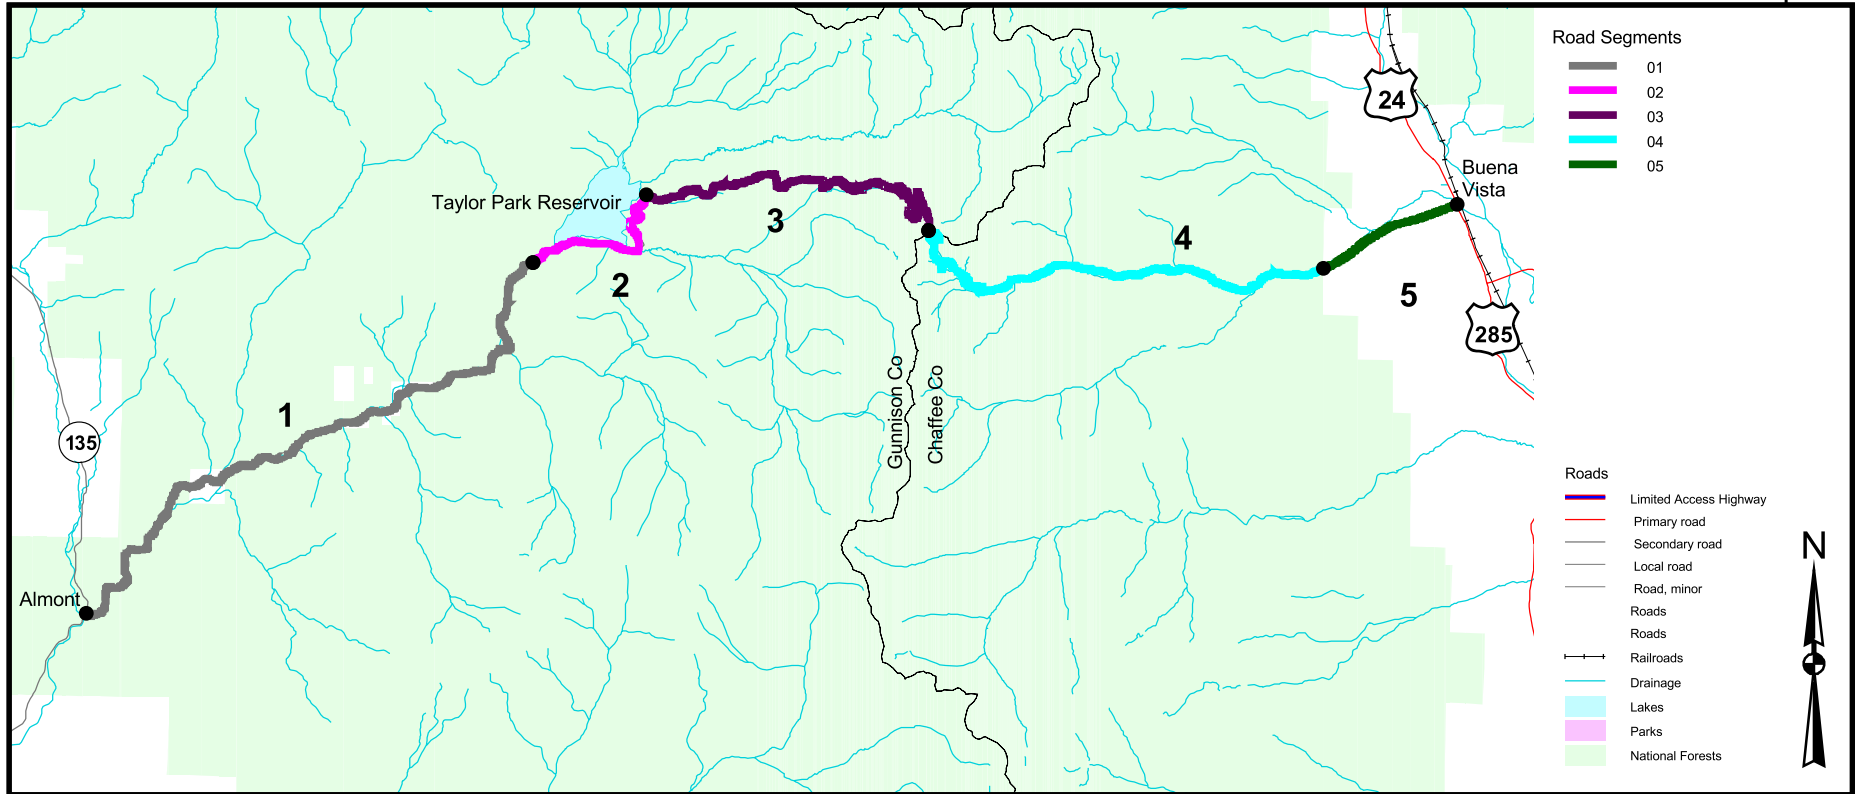 Road Segments
01
02
03
04
05
24
Buena
Vista
Taylor Park Reservoir
3
4
2
5
285
Gunnison Co
Chaffee Co
1
135
Almont
Roads
Limited Access Highway
Primary road
Secondary road
Local road
Road, minor
Roads
Roads
Railroads
Drainage
Lakes
Parks
National Forests
N